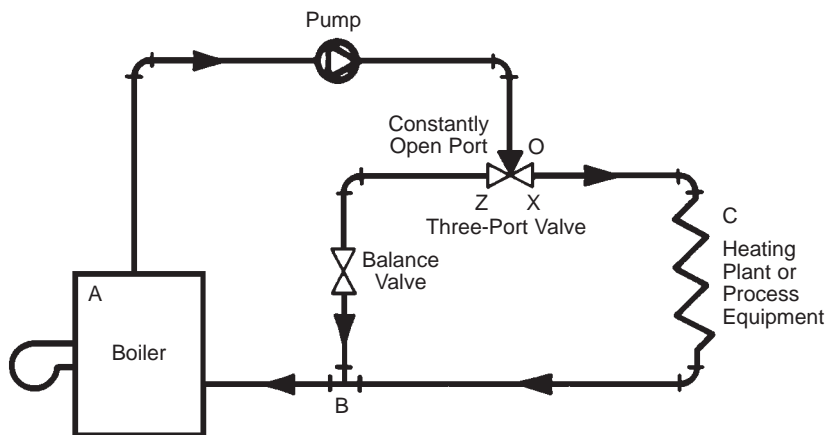 Pump
Constantly
Open Port
O
Z
X
Three-Port Valve
C
Heating
Plant or
Process
Equipment
Balance
Valve
A
Boiler
B